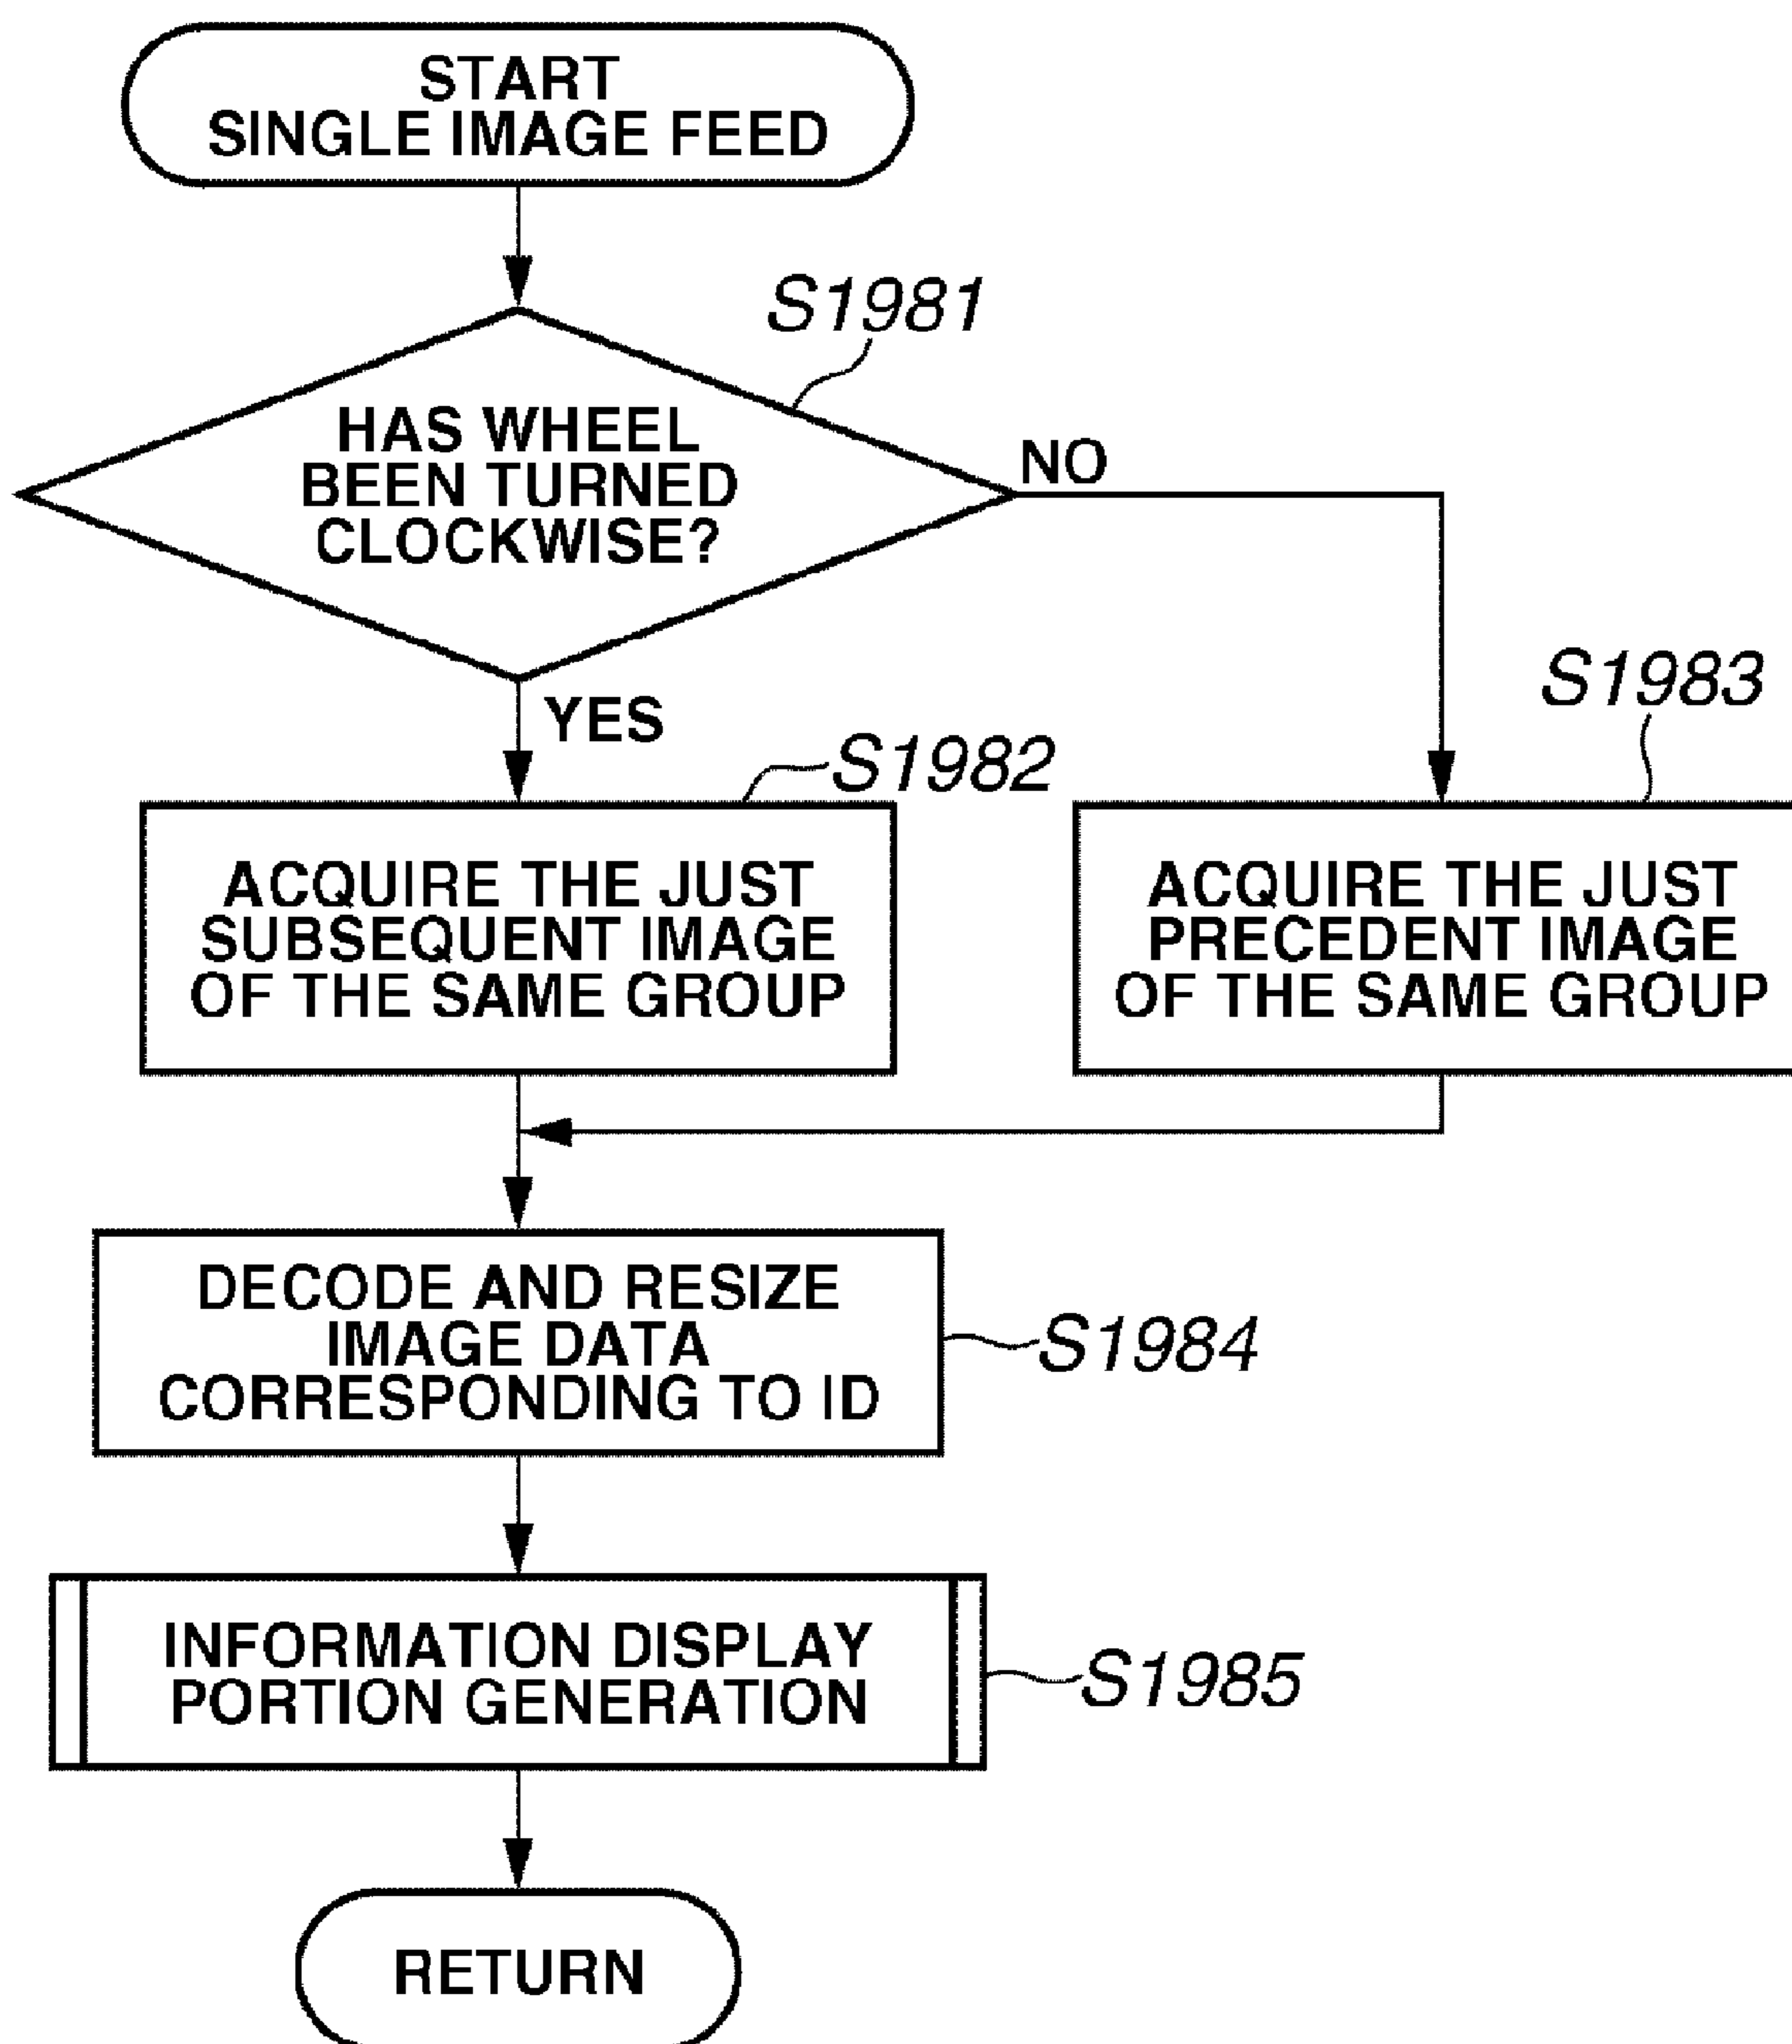 START
SINGLE IMAGE FEED
S1981
HAS WHEEL
BEEN TURNED
CLOCKWISE?
NO
YES
S1982
S1983
ACQUIRE THE JUST
SUBSEQUENT IMAGE
OF THE SAME GROUP
ACQUIRE THE JUST
PRECEDENT IMAGE
OF THE SAME GROUP
DECODE AND RESIZE
IMAGE DATA
CORRESPONDING TO ID
S1984
INFORMATION DISPLAY
PORTION GENERATION
S1985
RETURN